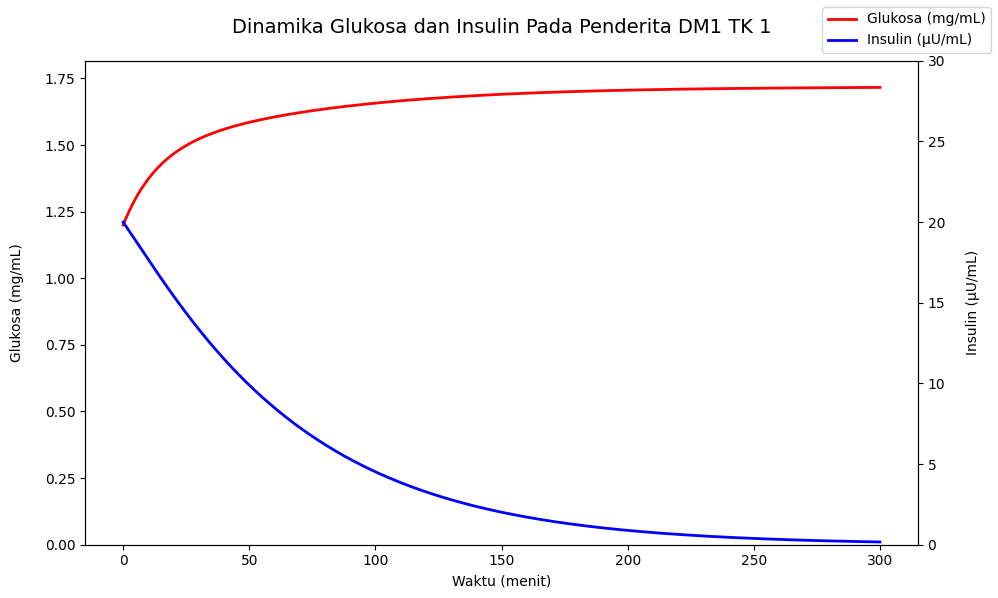 Dinamika Glukosa dan Insulin Pada Penderita DM1 TK 1
Glukosa (mg/mL)
Insulin (μU/mL)
Glukosa (mg/mL)
1.75
1.50
1.25
1.00
0.75
0.50
0.25
0.00
30
25
20
15
10
5
0
Insulin (μU/mL)
0 50 100 150 200 250 300
Waktu (menit)